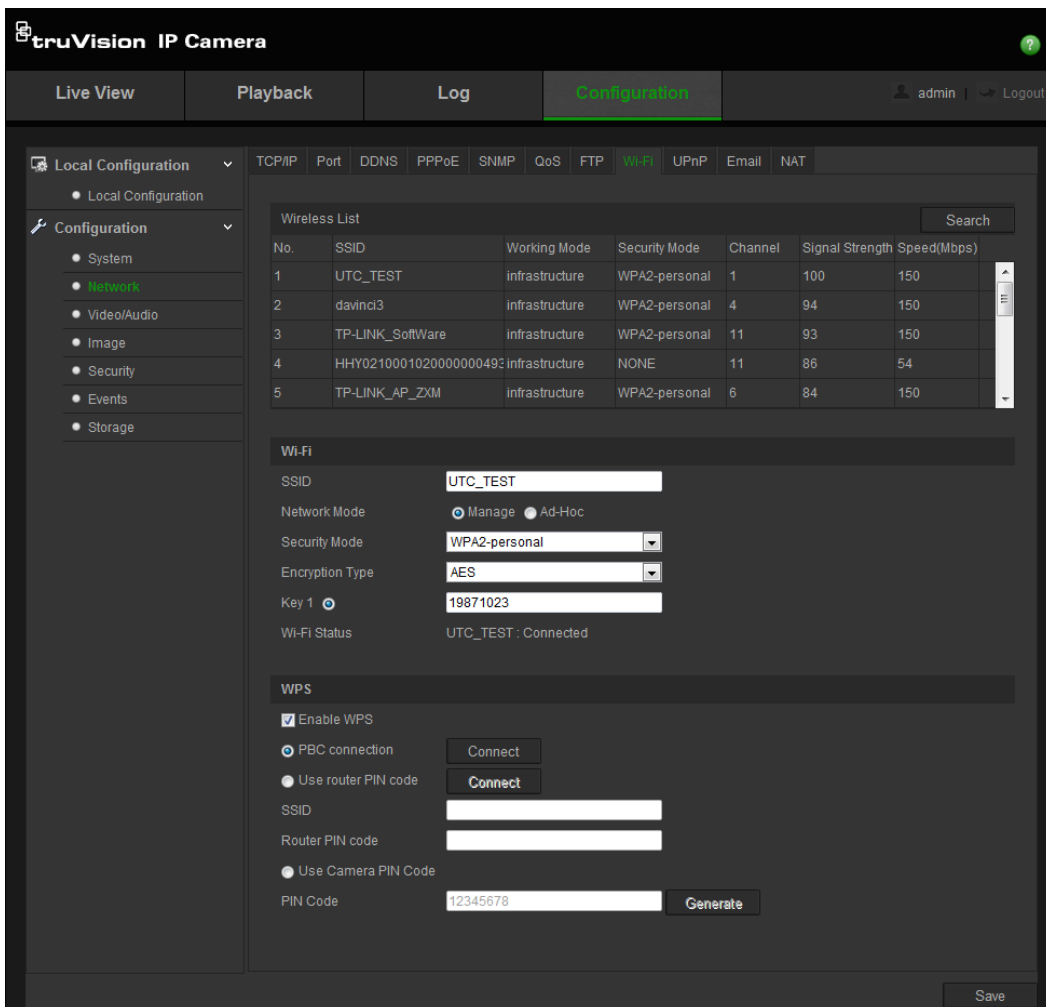 truVision IP Camera
?
Live View Playback Log Configuration admin | Logout
Local Configuration
Local Configuration
Configuration
System
Network
Video/Audio
Image
Security
Events
Storage
TCP/IP Port DDNS PPPoE SNMP QoS FTP Wi-Fi UPnP Email NAT
Wireless List Search
No. SSID Working Mode Security Mode Channel Signal Strength Speed(Mbps)
1 UTC_TEST infrastructure WPA2-personal 1 100 150
2 davinci3 infrastructure WPA2-personal 4 94 150
3 TP-LINK_SoftWare infrastructure WPA2-personal 11 93 150
4 infrastructure NONE 11 86 54
5 TP-LINK_AP_ZXM infrastructure WPA2-personal 6 84 150
Wi-Fi
SSID UTC_TEST
Network Mode Manage Ad-Hoc
Security Mode WPA2-personal
Encryption Type AES
Key 1 19871023
Wi-Fi Status UTC_TEST : Connected
WPS
Enable WPS
PBC connection Connect
Use router PIN code Connect
SSID
Router PIN code
Use Camera PIN Code
PIN Code 12345678 Generate
Save